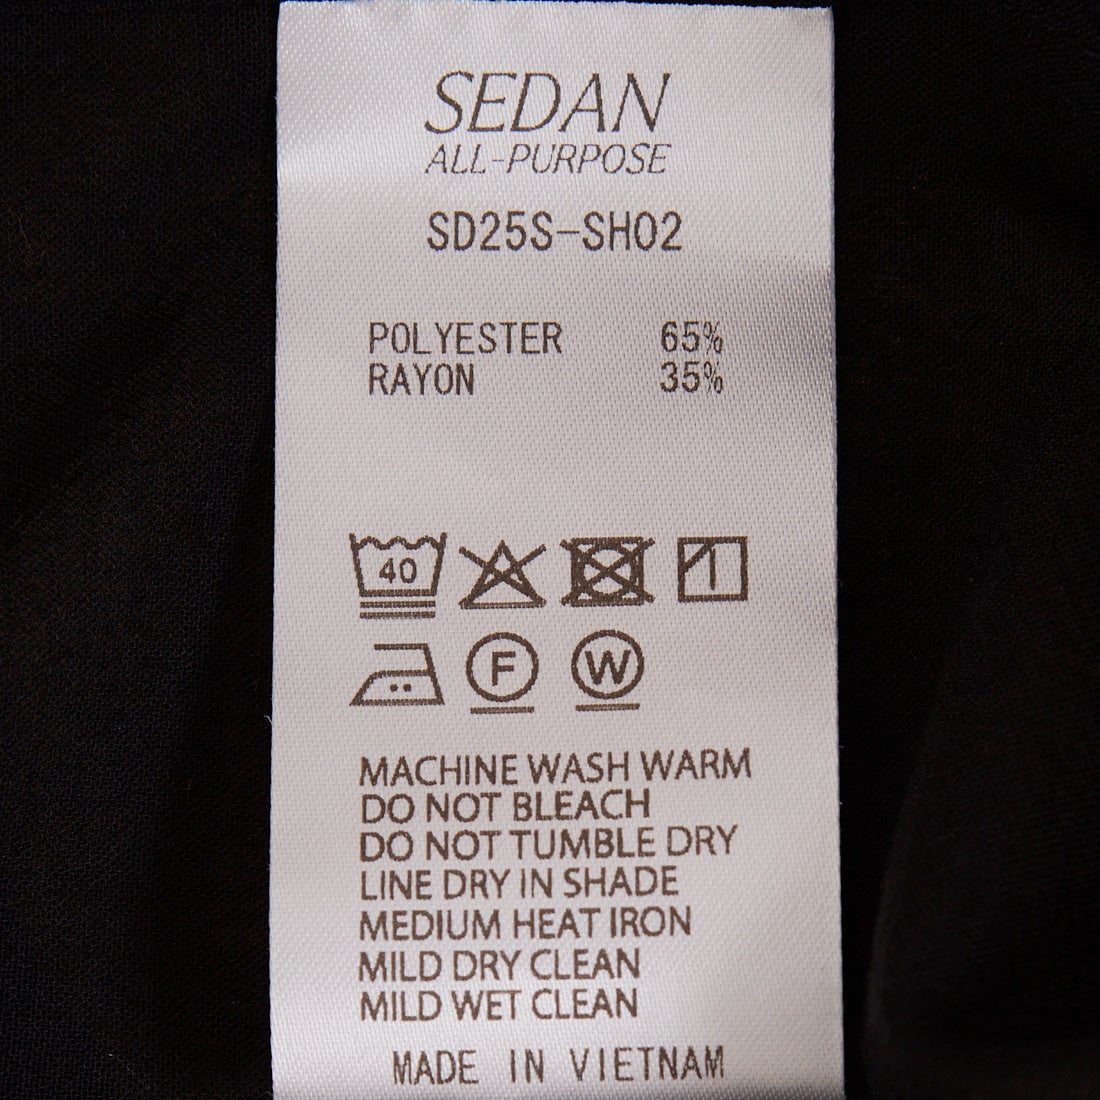 SEDAN
ALL-PURPOSE
SD25S-SH02
POLYESTER 65%
RAYON 35%
40
F W
MACHINE WASH WARM
DO NOT BLEACH
DO NOT TUMBLE DRY
LINE DRY IN SHADE
MEDIUM HEAT IRON
MILD DRY CLEAN
MILD WET CLEAN
MADE IN VIETNAM